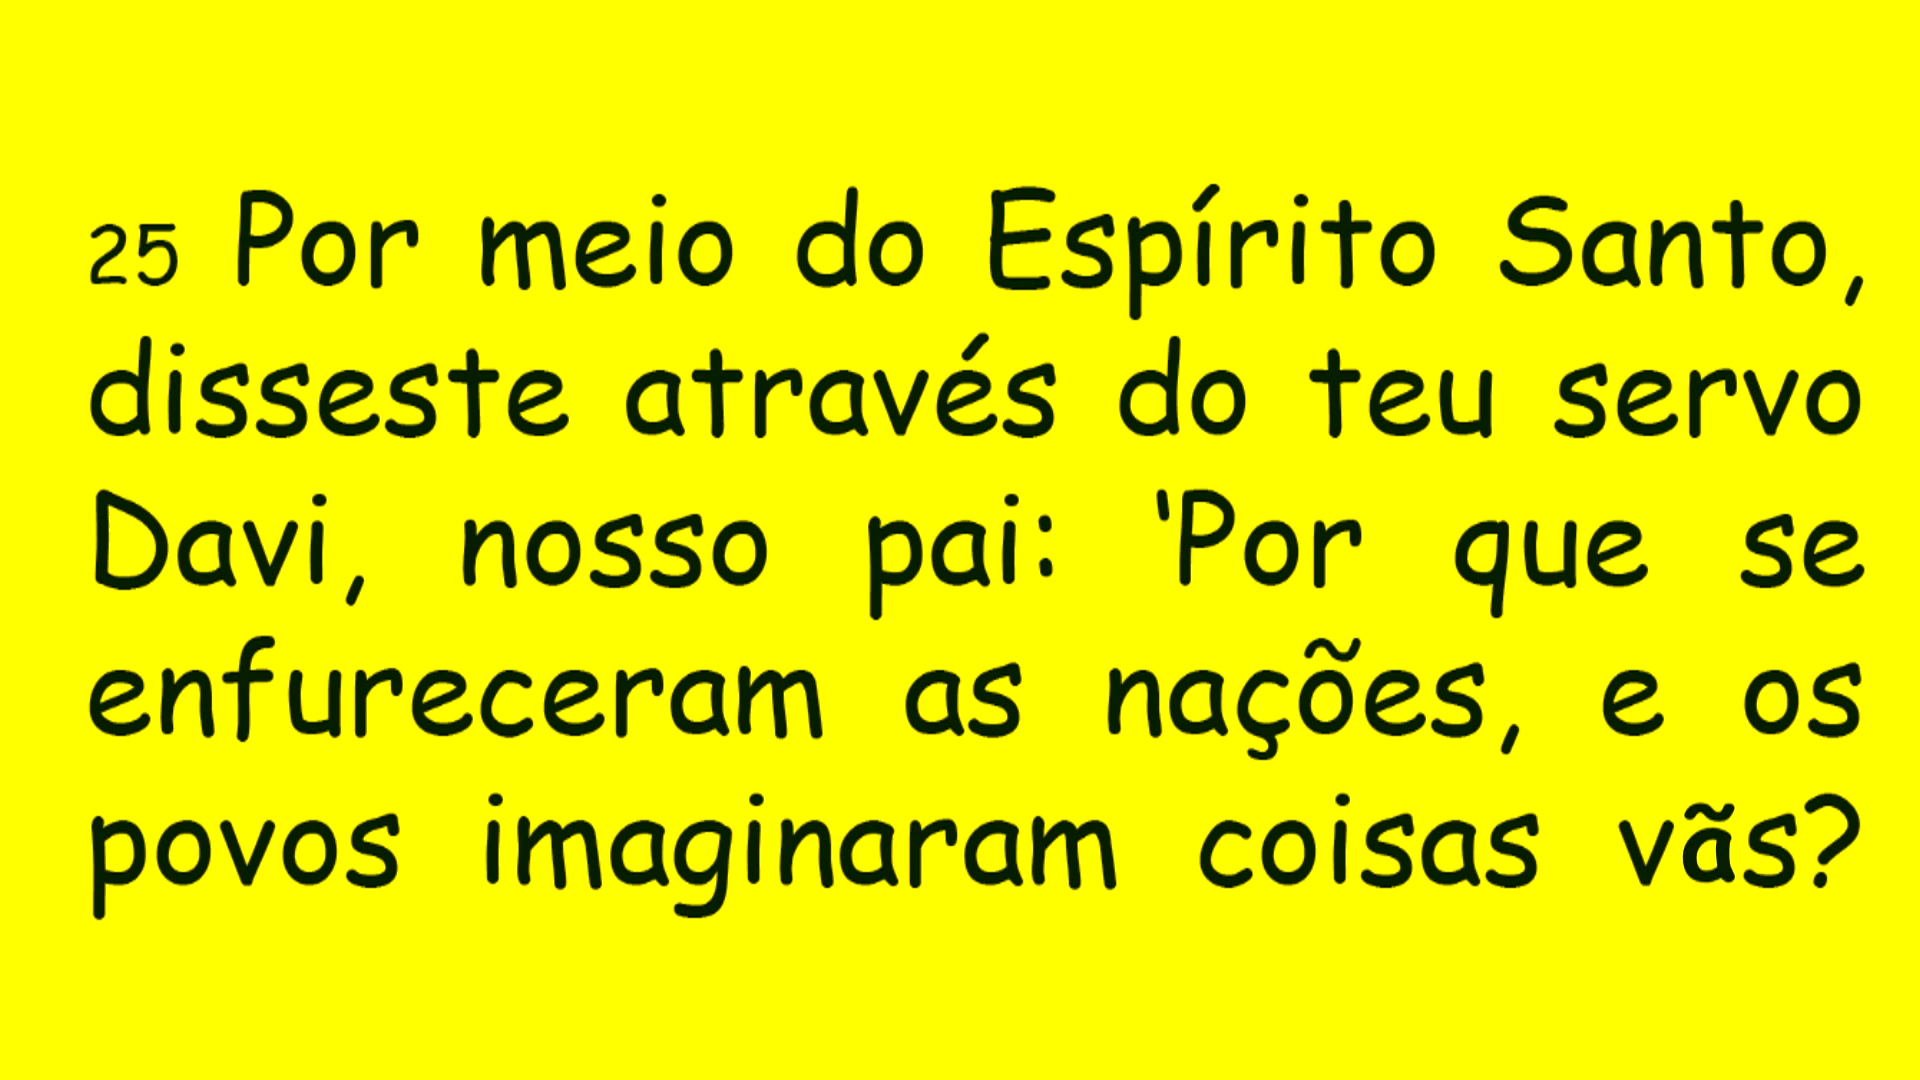 25 Por meio do Espírito Santo,
disseste através do teu servo
Davi, nosso pai: ‘Por que se
enfureceram as nações, e os
povos imaginaram coisas vãs?